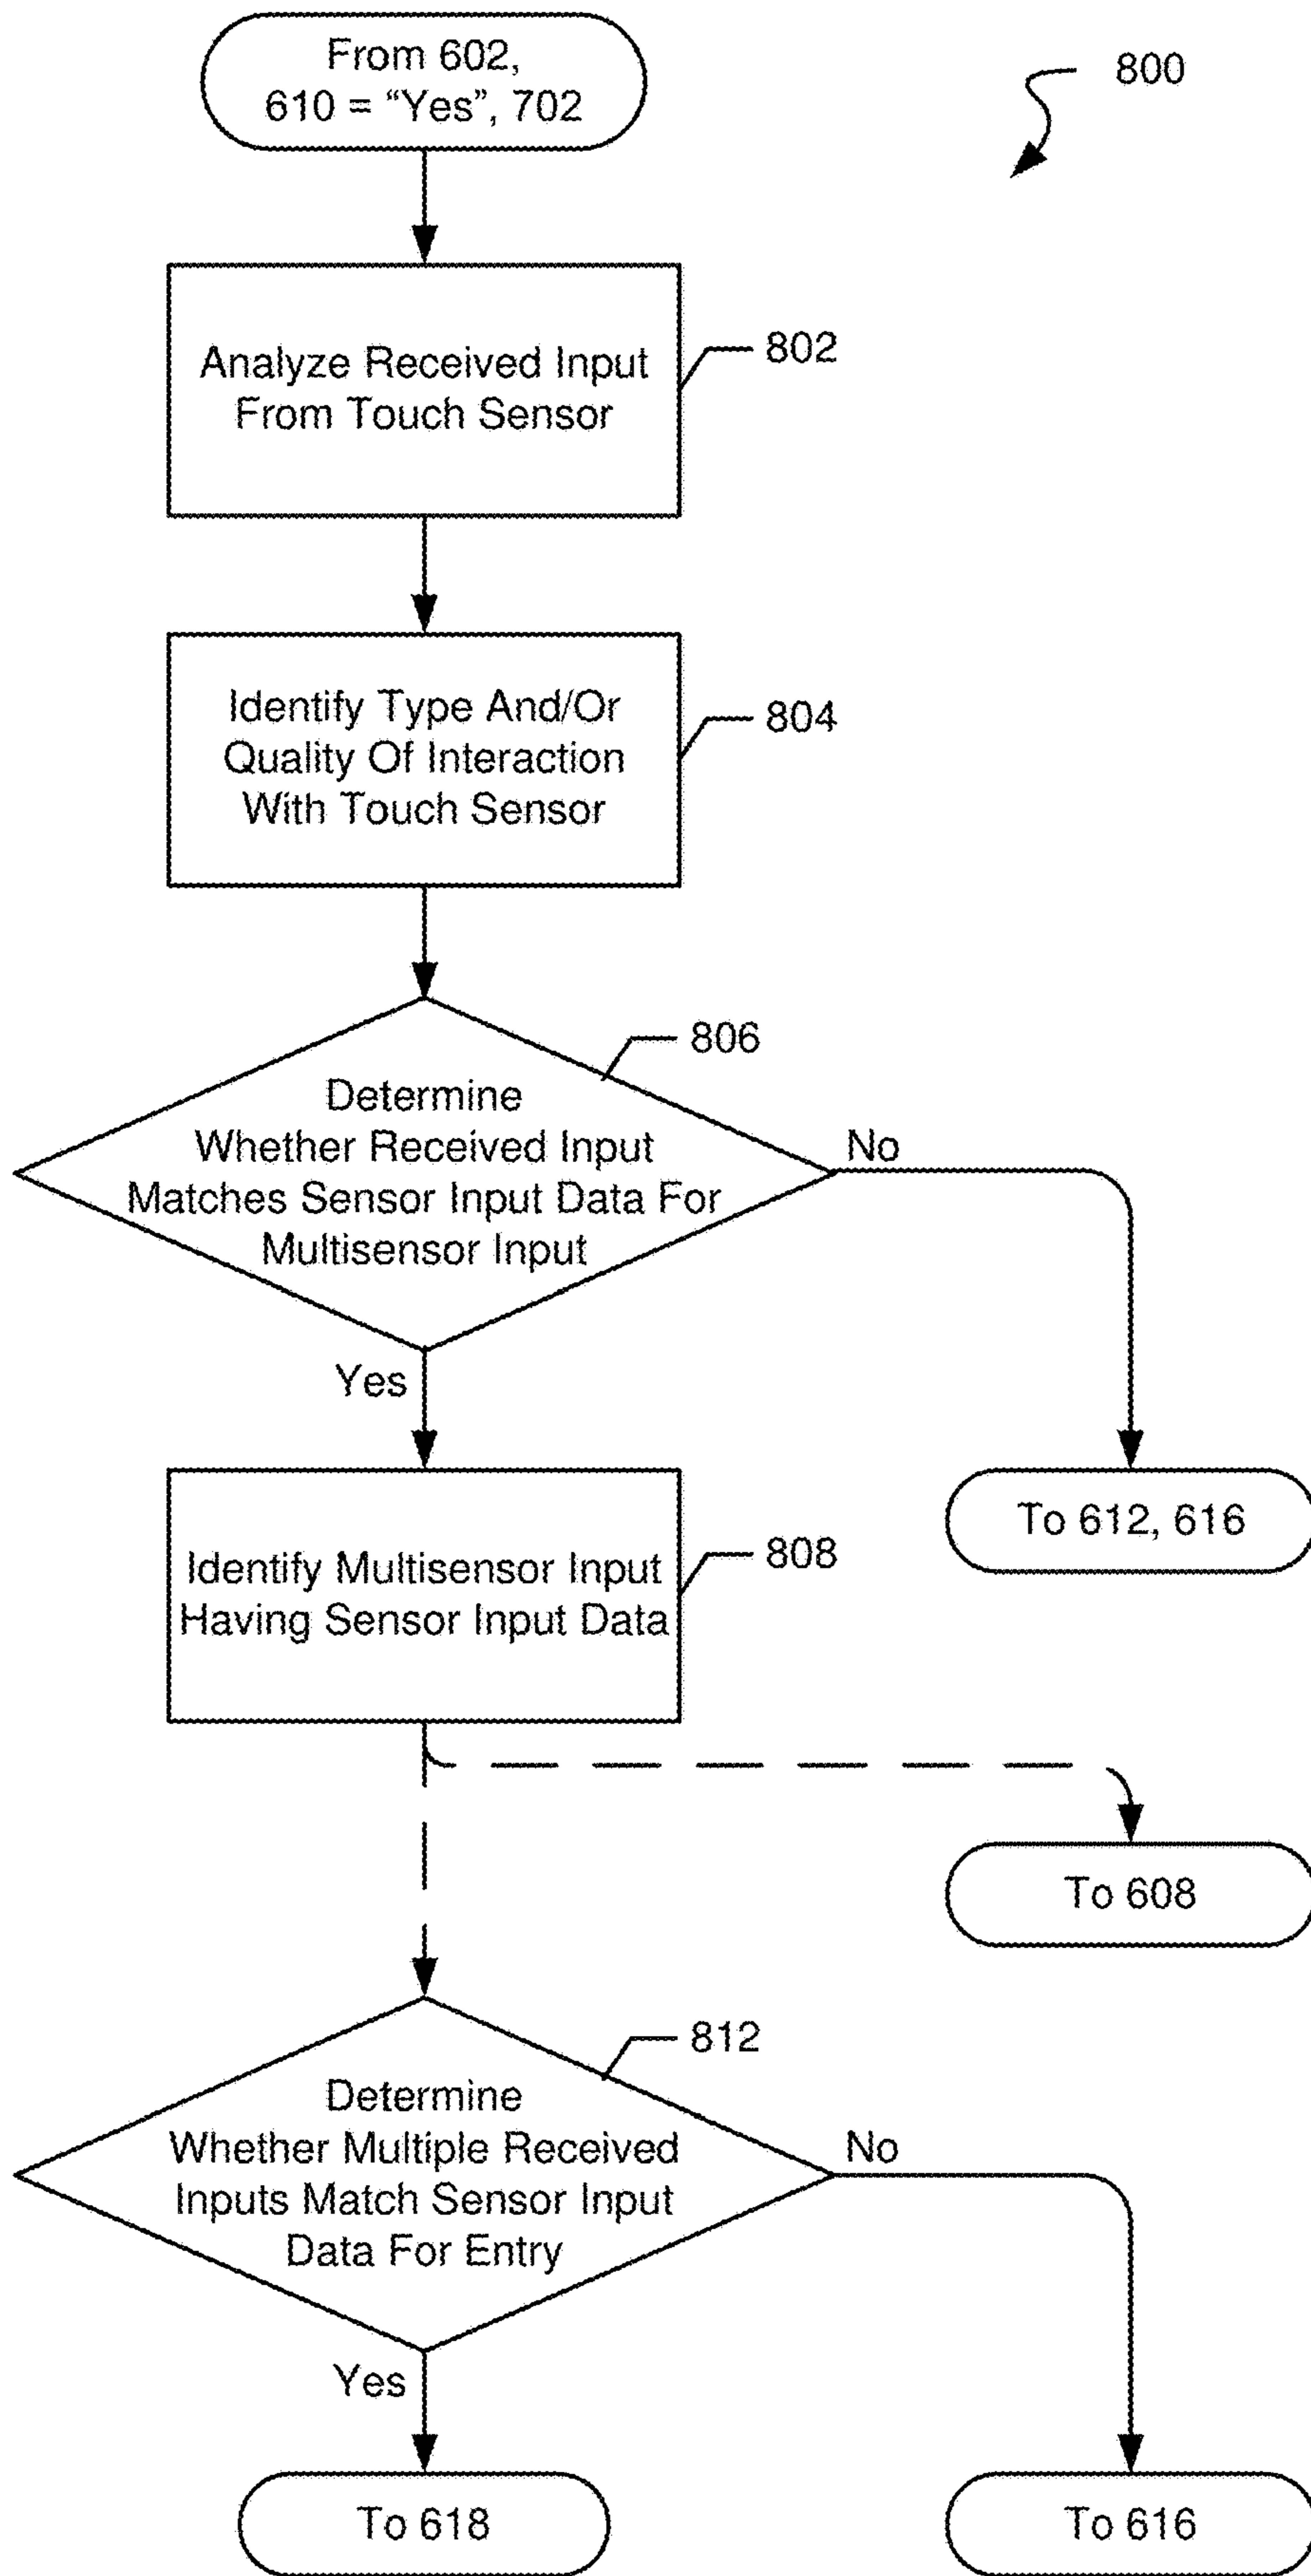 From 602,
610 = “Yes”, 702
800
Analyze Received Input
From Touch Sensor
802
Identify Type And/Or
Quality Of Interaction
With Touch Sensor
804
806
Determine
Whether Received Input
Matches Sensor Input Data For
Multisensor Input
No
Yes
To 612, 616
Identify Multisensor Input
Having Sensor Input Data
808
To 608
812
Determine
Whether Multiple Received
Inputs Match Sensor Input
Data For Entry
No
Yes
To 618
To 616